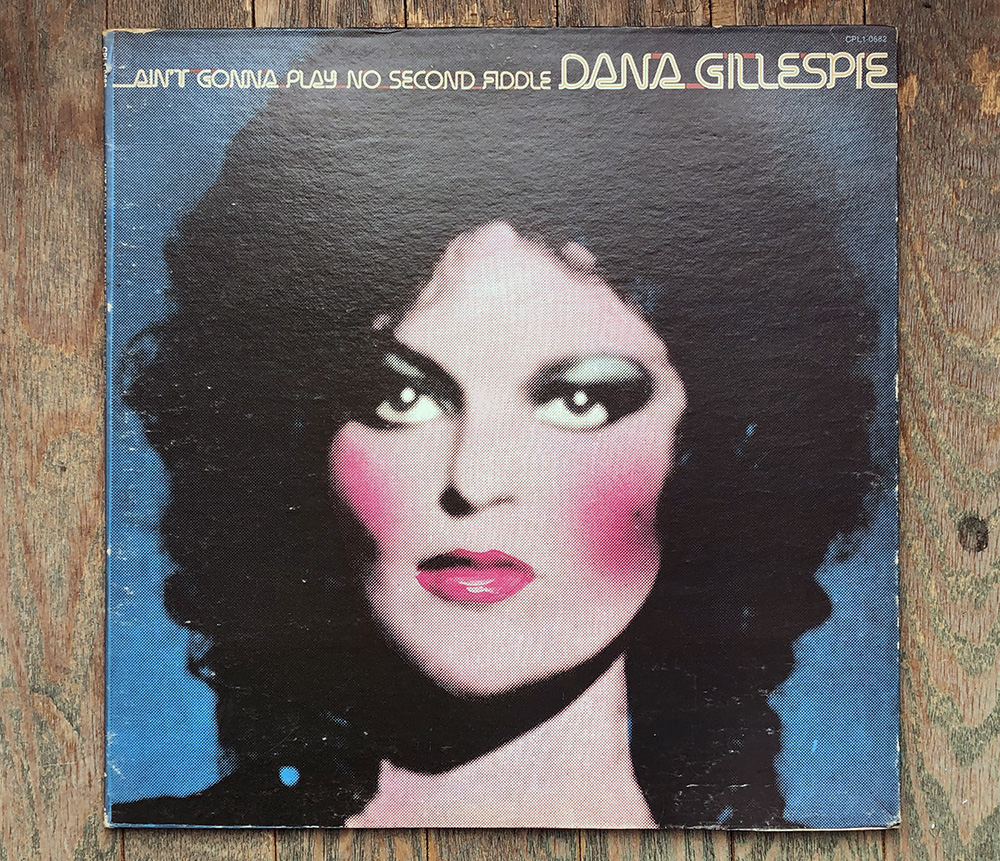 CPL1-0682
AIN'T GONNA PLAY NO SECOND FIDDLE DANA GILLESPIE